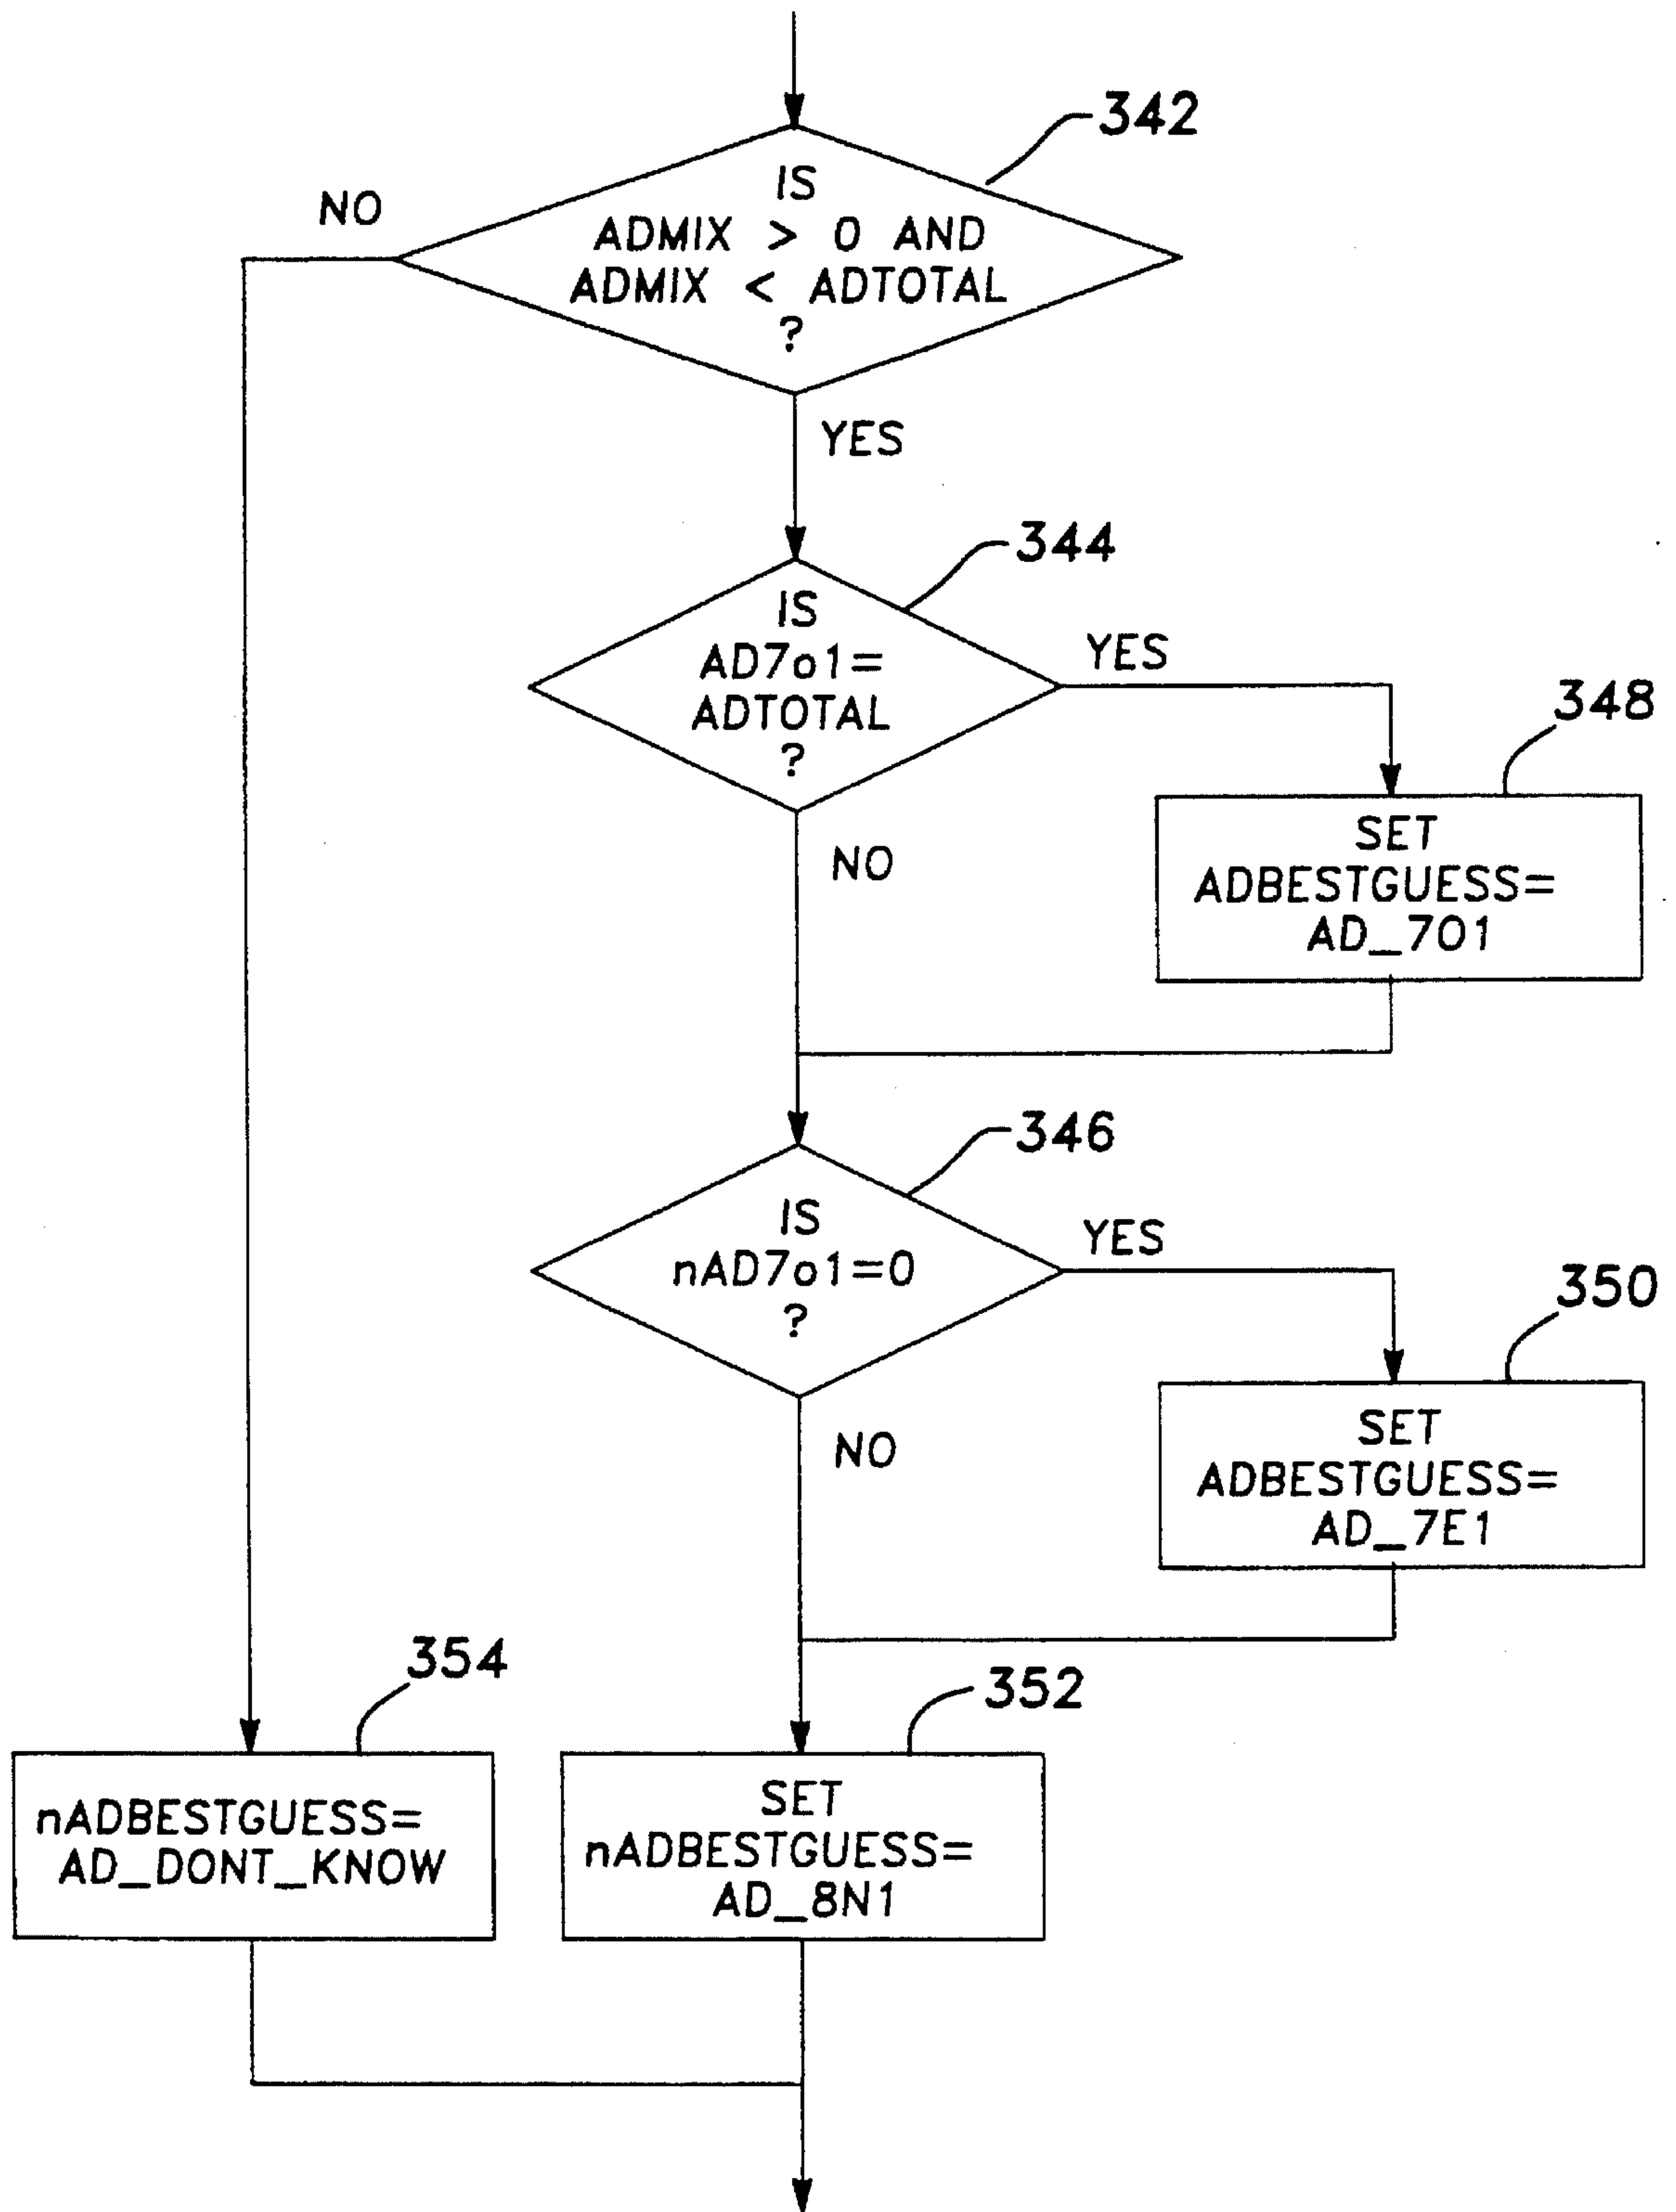 342
IS
ADMIX > 0 AND
ADMIX < ADTOTAL
?
NO
YES
344
IS
AD7o1=
ADTOTAL
?
YES
348
SET
ADBESTGUESS=
AD_7O1
NO
346
IS
nAD7o1=0
?
YES
350
SET
ADBESTGUESS=
AD_7E1
NO
354
nADBESTGUESS=
AD_DONT_KNOW
352
SET
nADBESTGUESS=
AD_8N1